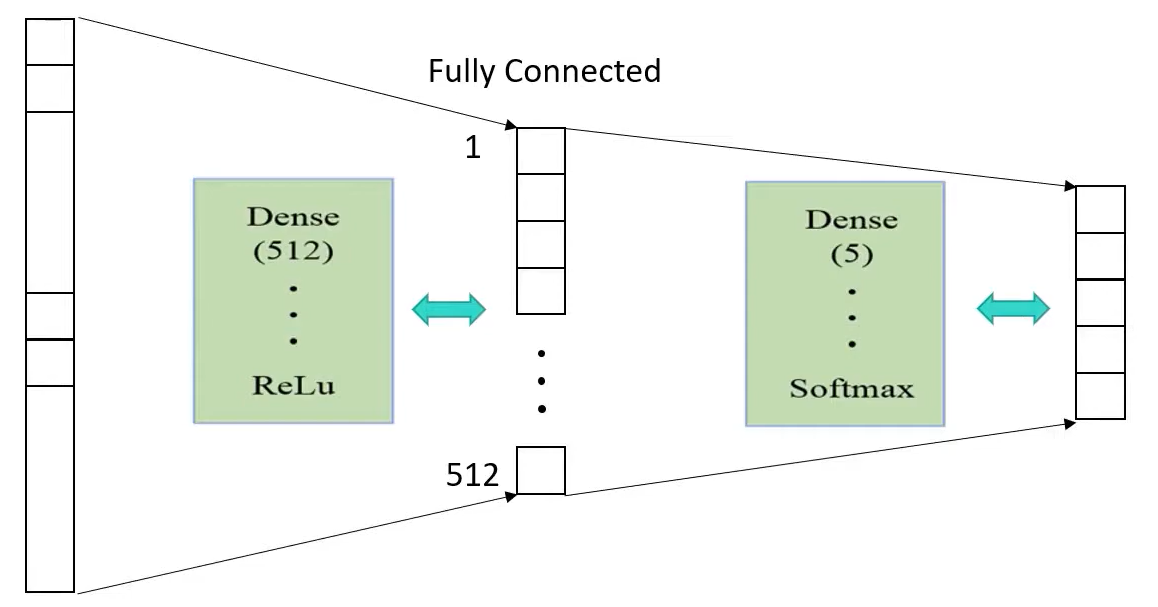 Fully Connected
1
Dense
(512)
ReLu
512
Dense
(5)
Softmax